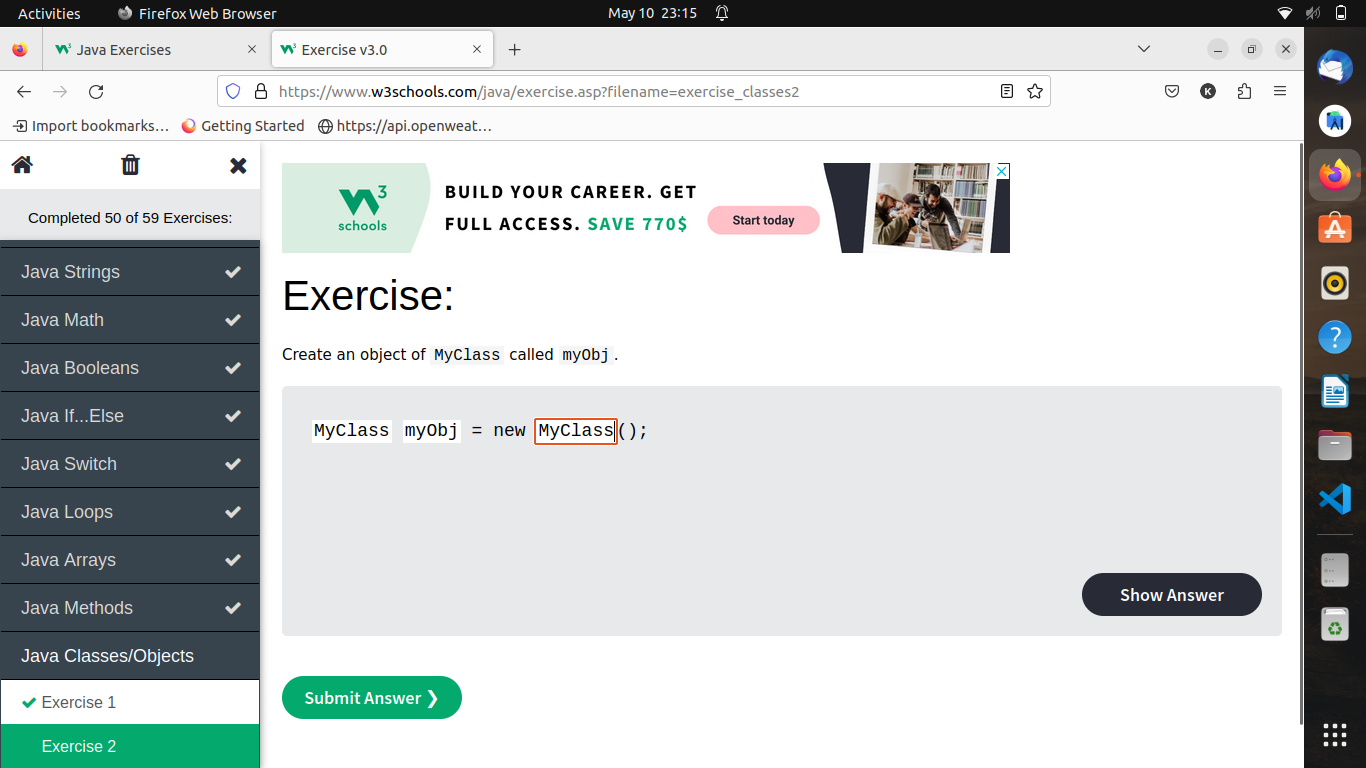 Activities Firefox Web Browser May 10 23:15
Java Exercises Exercise v3.0
https://www.w3schools.com/java/exercise.asp?filename=exercise_classes2 K
Import bookmarks… Getting Started https://api.openweat…
Completed 50 of 59 Exercises:
Java Strings
Java Math
Java Booleans
Java If...Else
Java Switch
Java Loops
Java Arrays
Java Methods
Java Classes/Objects
Exercise 1
Exercise 2
W3
schools
BUILD YOUR CAREER. GET
FULL ACCESS. SAVE 770$
Start today
Exercise:
Create an object of MyClass called myObj.
MyClass myObj = new MyClass();
Show Answer
Submit Answer ❯